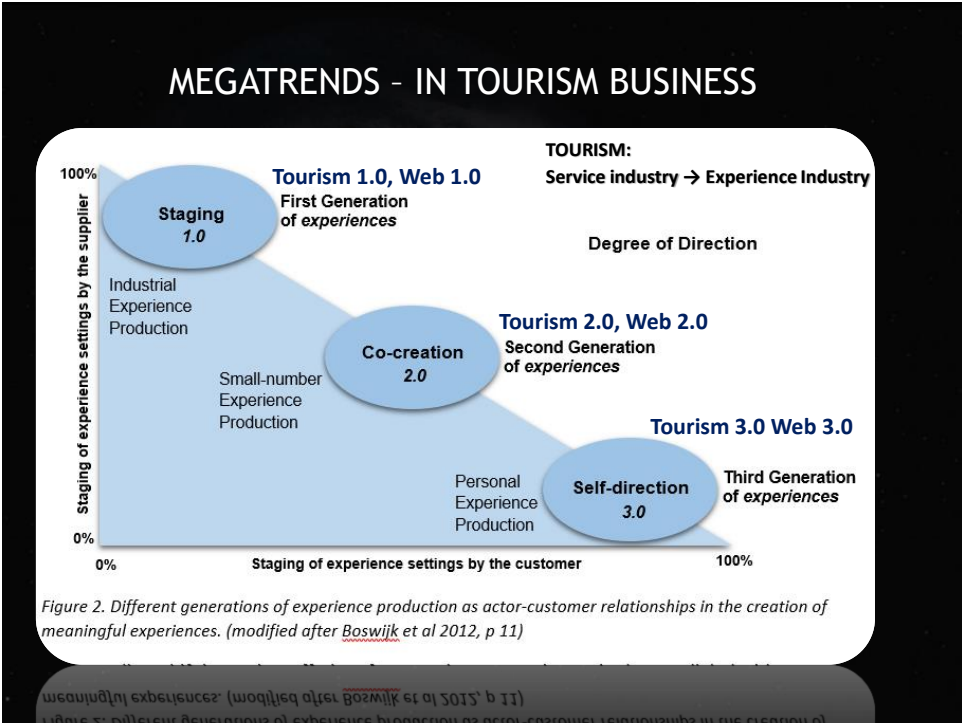 MEGATRENDS – IN TOURISM BUSINESS
TOURISM:
Service industry → Experience Industry
Degree of Direction
100%
Staging of experience settings by the supplier
0%
Staging
1.0
Tourism 1.0, Web 1.0
First Generation
of experiences
Industrial
Experience
Production
Co-creation
2.0
Tourism 2.0, Web 2.0
Second Generation
of experiences
Small-number
Experience
Production
Self-direction
3.0
Tourism 3.0 Web 3.0
Third Generation
of experiences
Personal
Experience
Production
0%
Staging of experience settings by the customer
100%
Figure 2. Different generations of experience production as actor-customer relationships in the creation of
meaningful experiences. (modified after Boswijk et al 2012, p 11)